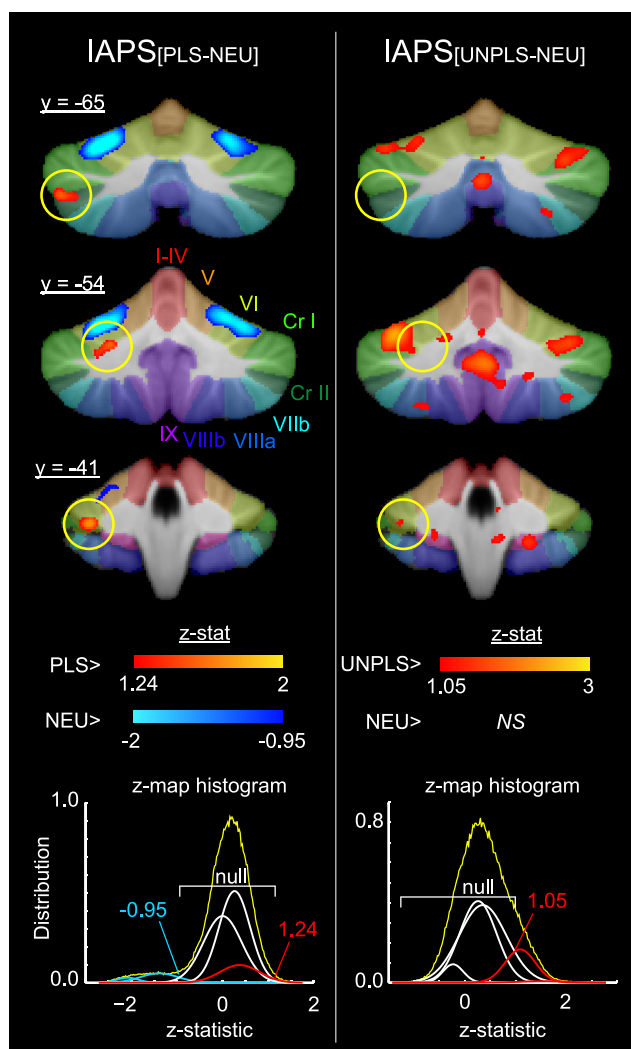 IAPS[PLS-NEU]
IAPS[UNPLS-NEU]
y = -65
I-IV
y = -54
V
VI
Cr I
Cr II
VIIb
IX VIIIb VIIIa
y = -41
z-stat
PLS>
1.24 2
NEU>
-2 -0.95
z-stat
UNPLS>
1.05 3
NEU> NS
z-map histogram
1.0
Distribution
null
-0.95
1.24
0.0
-2 0 2
z-statistic
z-map histogram
0.8
null
1.05
0.0
0 2
z-statistic